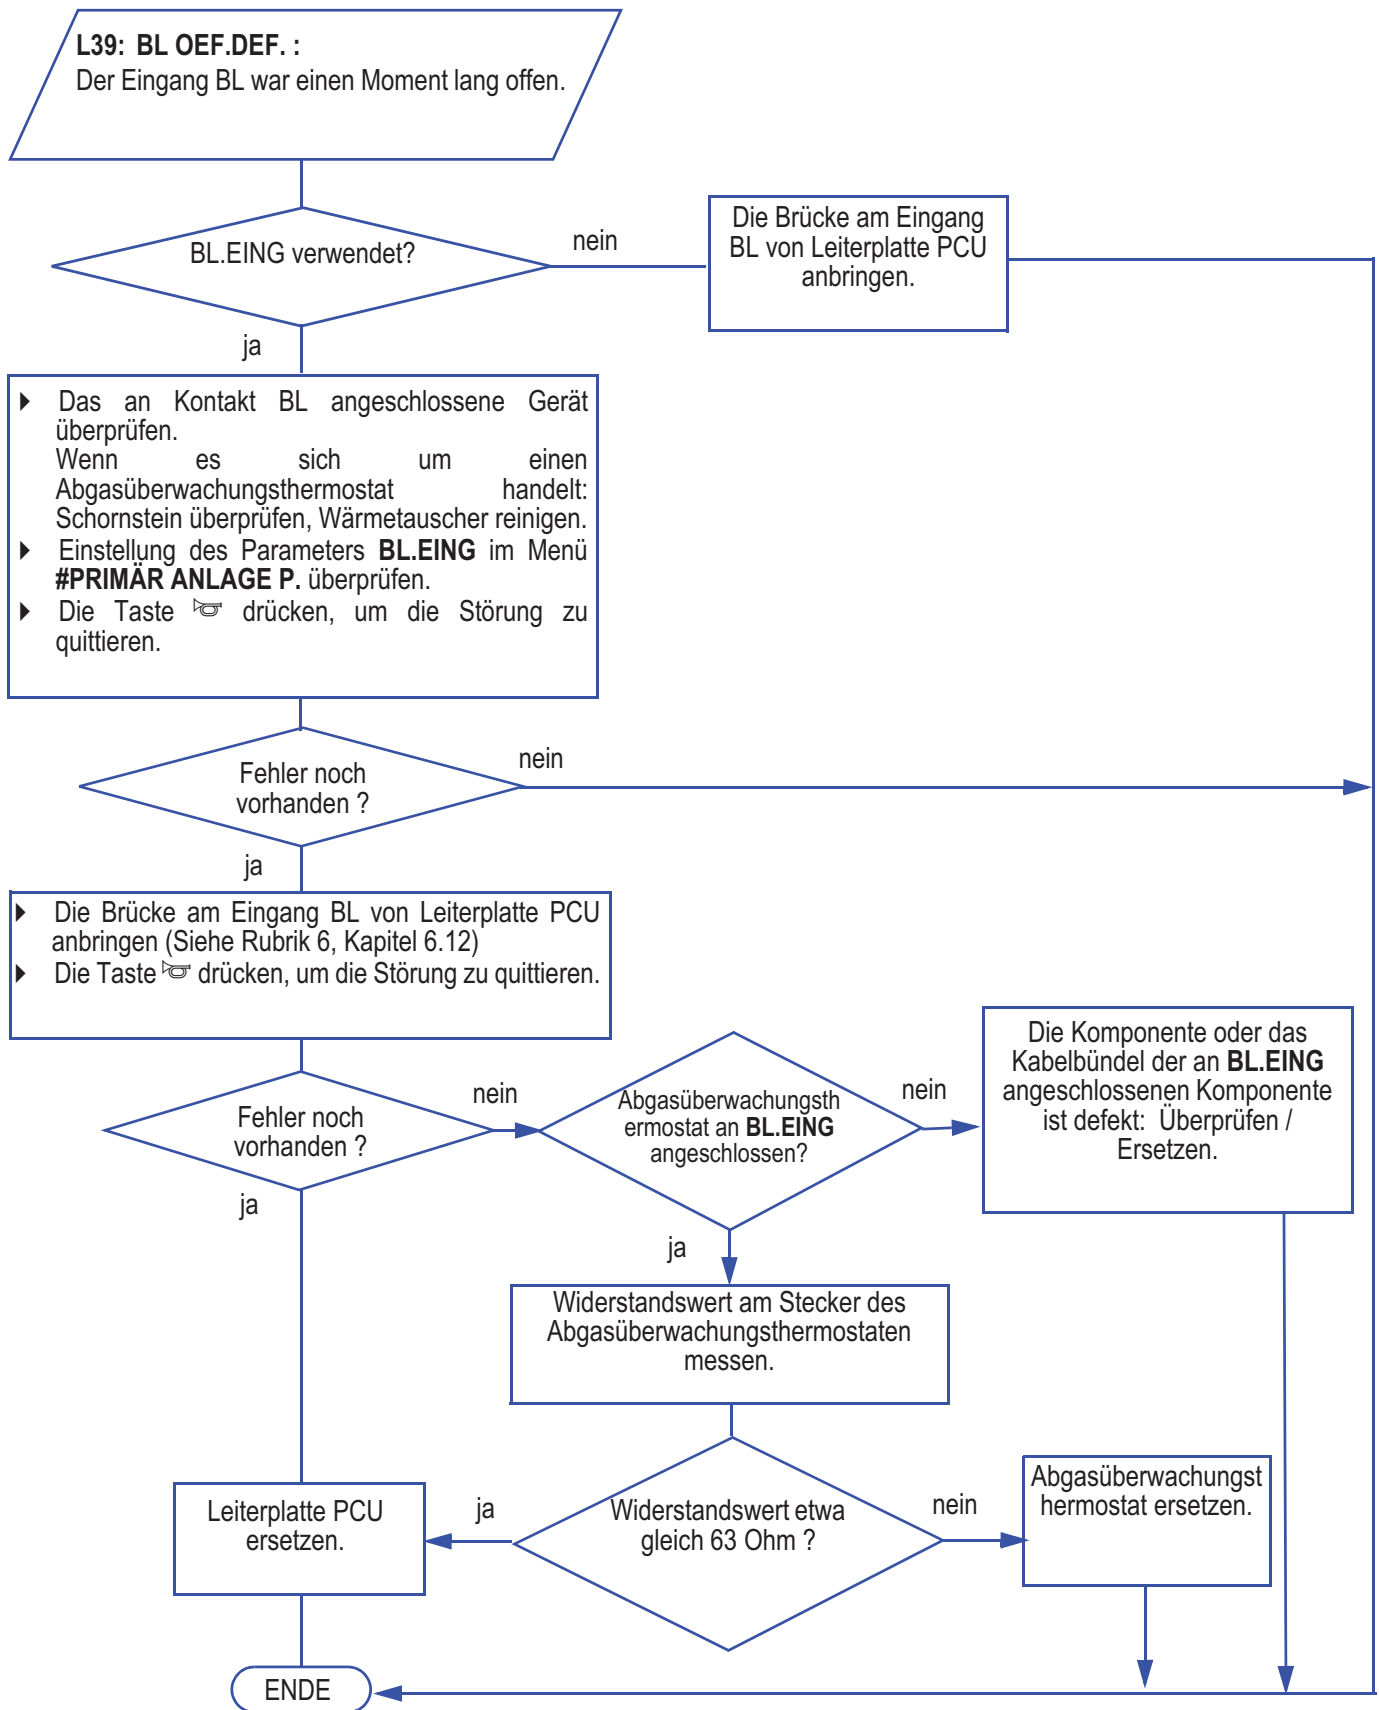 L39: BL OEF.DEF. :
Der Eingang BL war einen Moment lang offen.
BL.EING verwendet?
nein
Die Brücke am Eingang
BL von Leiterplatte PCU
anbringen.
ja
Das an Kontakt BL angeschlossene Gerät
überprüfen.
Wenn es sich um einen
Abgasüberwachungsthermostat handelt:
Schornstein überprüfen, Wärmetauscher reinigen.
Einstellung des Parameters BL.EING im Menü
#PRIMÄR ANLAGE P. überprüfen.
Die Taste drücken, um die Störung zu
quittieren.
Fehler noch
vorhanden ?
nein
ja
Die Brücke am Eingang BL von Leiterplatte PCU
anbringen (Siehe Rubrik 6, Kapitel 6.12)
Die Taste drücken, um die Störung zu quittieren.
Fehler noch
vorhanden ?
nein
ja
Abgasüberwachungsth
ermostat an BL.EING
angeschlossen?
nein
Die Komponente oder das
Kabelbündel der an BL.EING
angeschlossenen Komponente
ist defekt: Überprüfen /
Ersetzen.
ja
Widerstandswert am Stecker des
Abgasüberwachungsthermostaten
messen.
Widerstandswert etwa
gleich 63 Ohm ?
ja
Leiterplatte PCU
ersetzen.
nein
Abgasüberwachungst
hermostat ersetzen.
ENDE